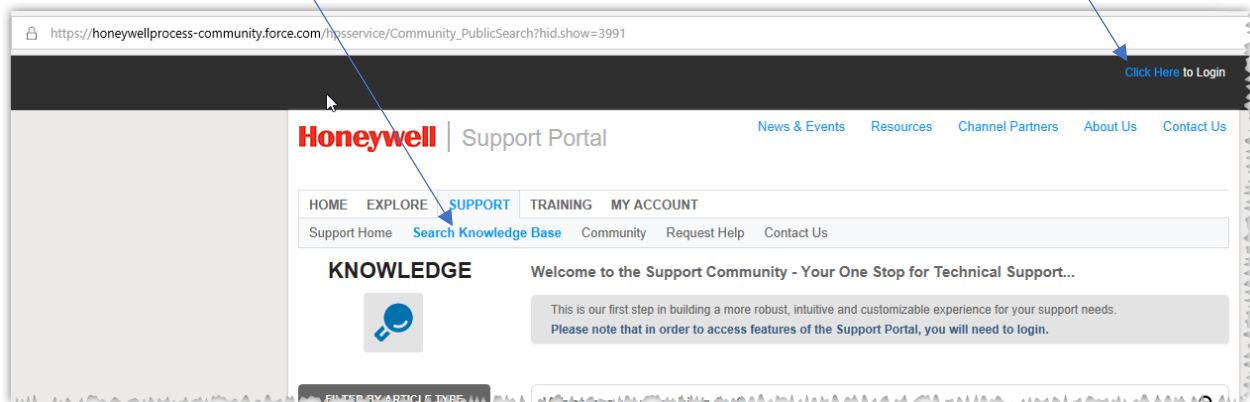 https://honeywellprocess-community.force.com/hpsservice/Community_PublicSearch?hid.show=3991
Click Here to Login
Honeywell | Support Portal
News & Events Resources Channel Partners About Us Contact Us
HOME EXPLORE SUPPORT TRAINING MY ACCOUNT
Support Home Search Knowledge Base Community Request Help Contact Us
KNOWLEDGE
Welcome to the Support Community - Your One Stop for Technical Support...
This is our first step in building a more robust, intuitive and customizable experience for your support needs.
Please note that in order to access features of the Support Portal, you will need to login.
FILTER BY ARTICLE TYPE